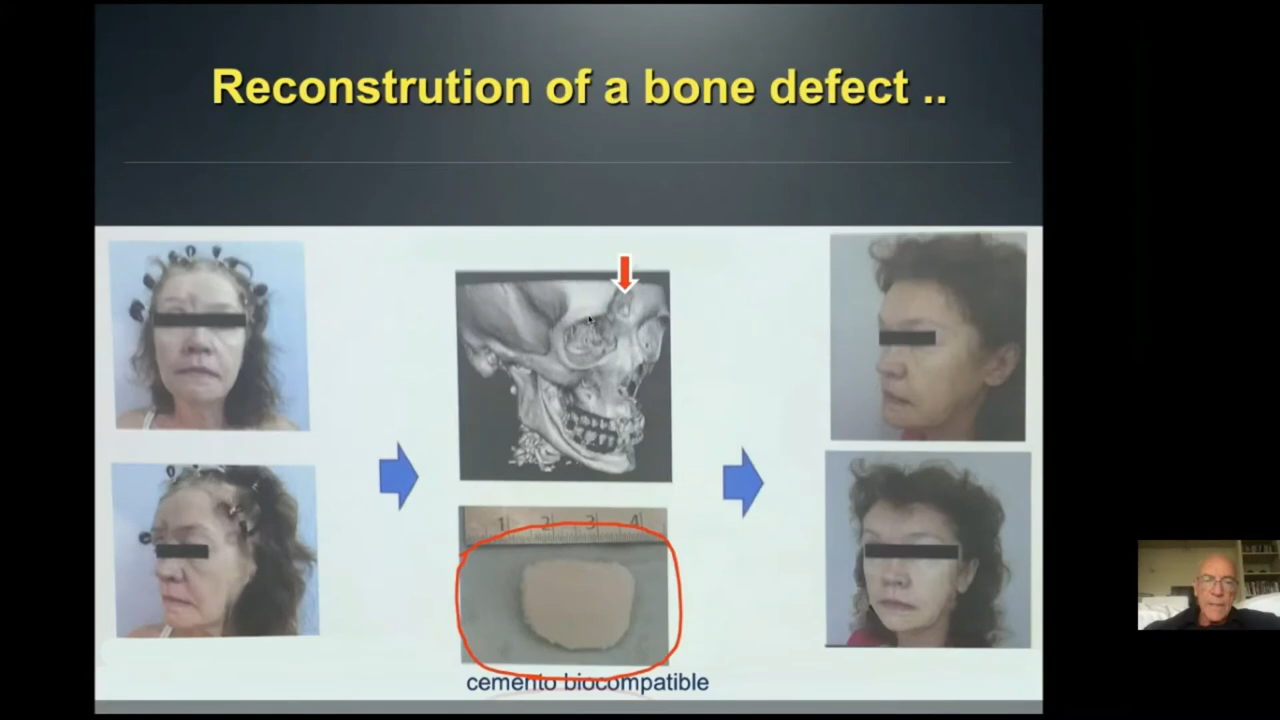 Reconstrution of a bone defect ..
1 2 3 4
cemento biocompatible